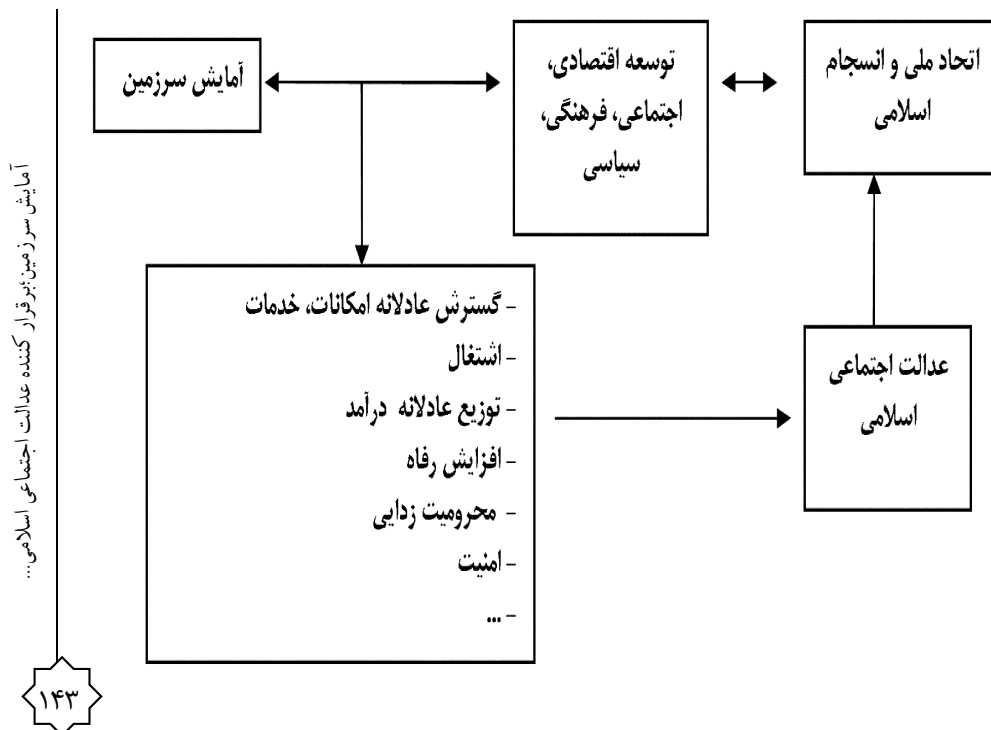 اتحاد ملی و انسجام
اسلامی
توسعه اقتصادی،
اجتماعی، فرهنگی،
سیاسی
آمایش سرزمین
- گسترش عادلانه امکانات، خدمات
- اشتغال
- توزیع عادلانه درآمد
- افزایش رفاه
- محرومیت زدایی
- امنیت
- ...
عدالت اجتماعی
اسلامی
آمایش سرزمین؛برقرار کننده عدالت اجتماعی اسلامی...
۱۴۳